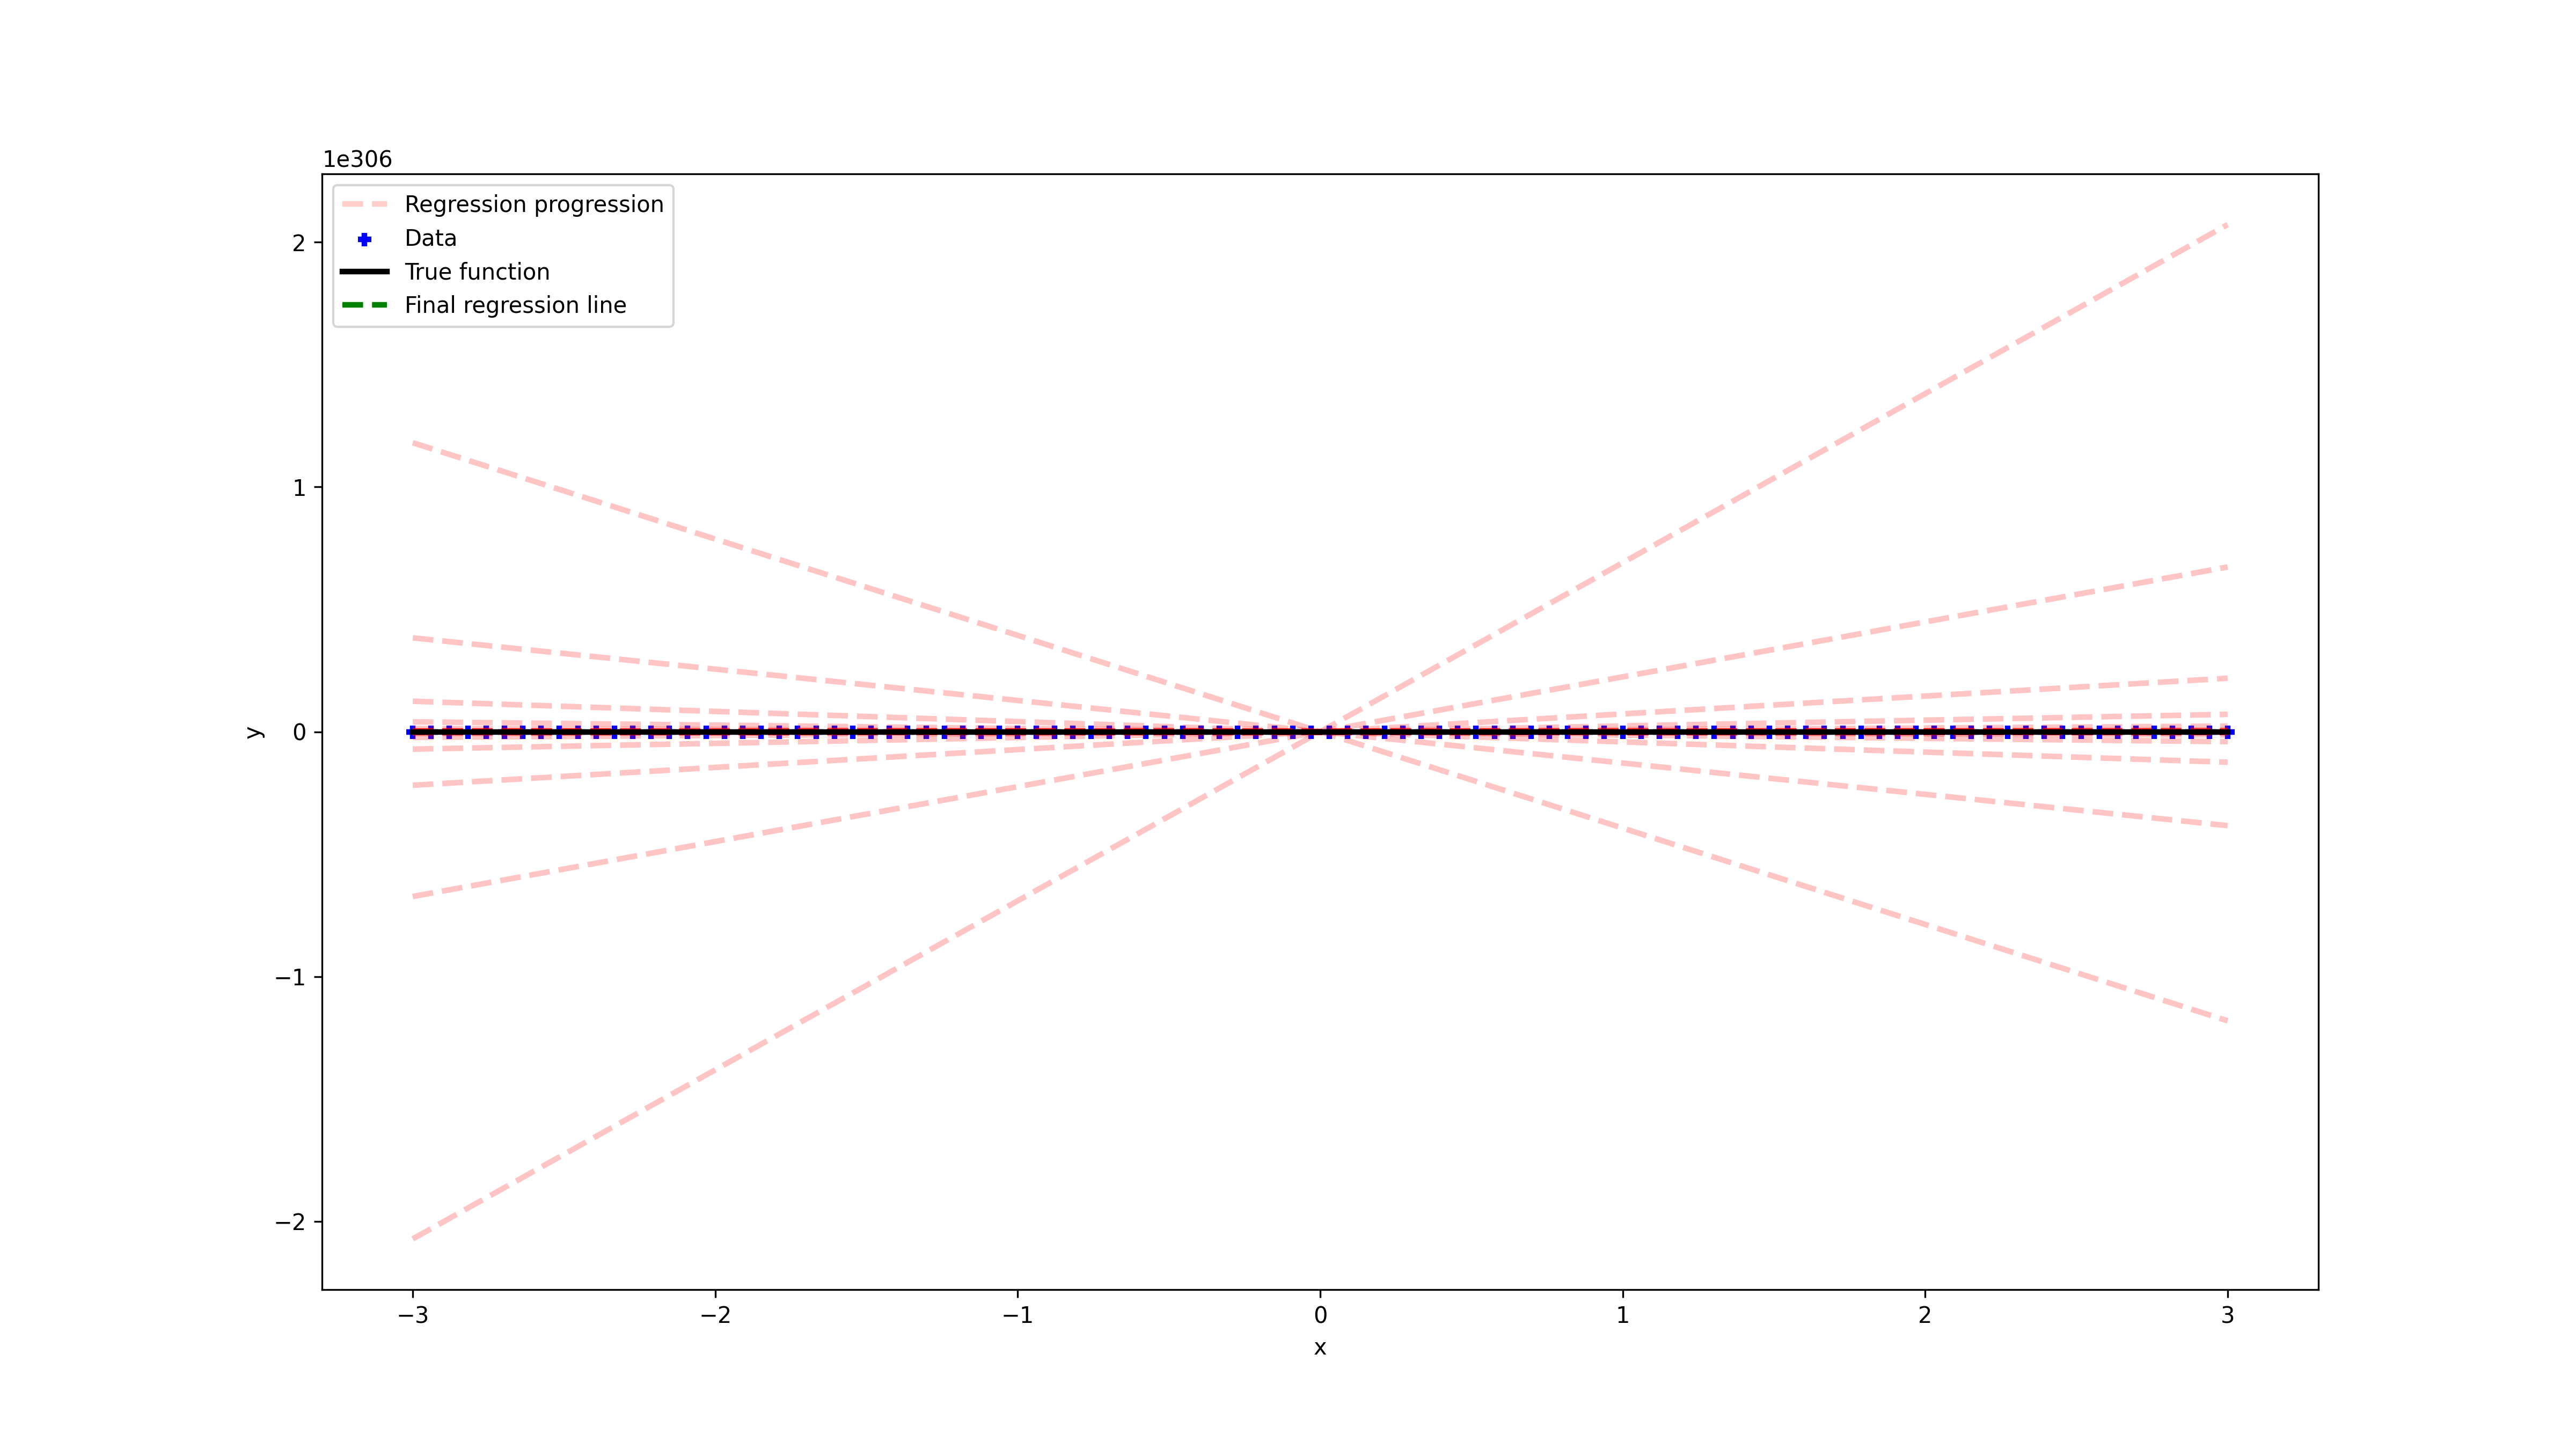 1e306
Regression progression
Data
True function
Final regression line
2
1
0
−1
−2
y
−3 −2 −1 0 1 2 3
x